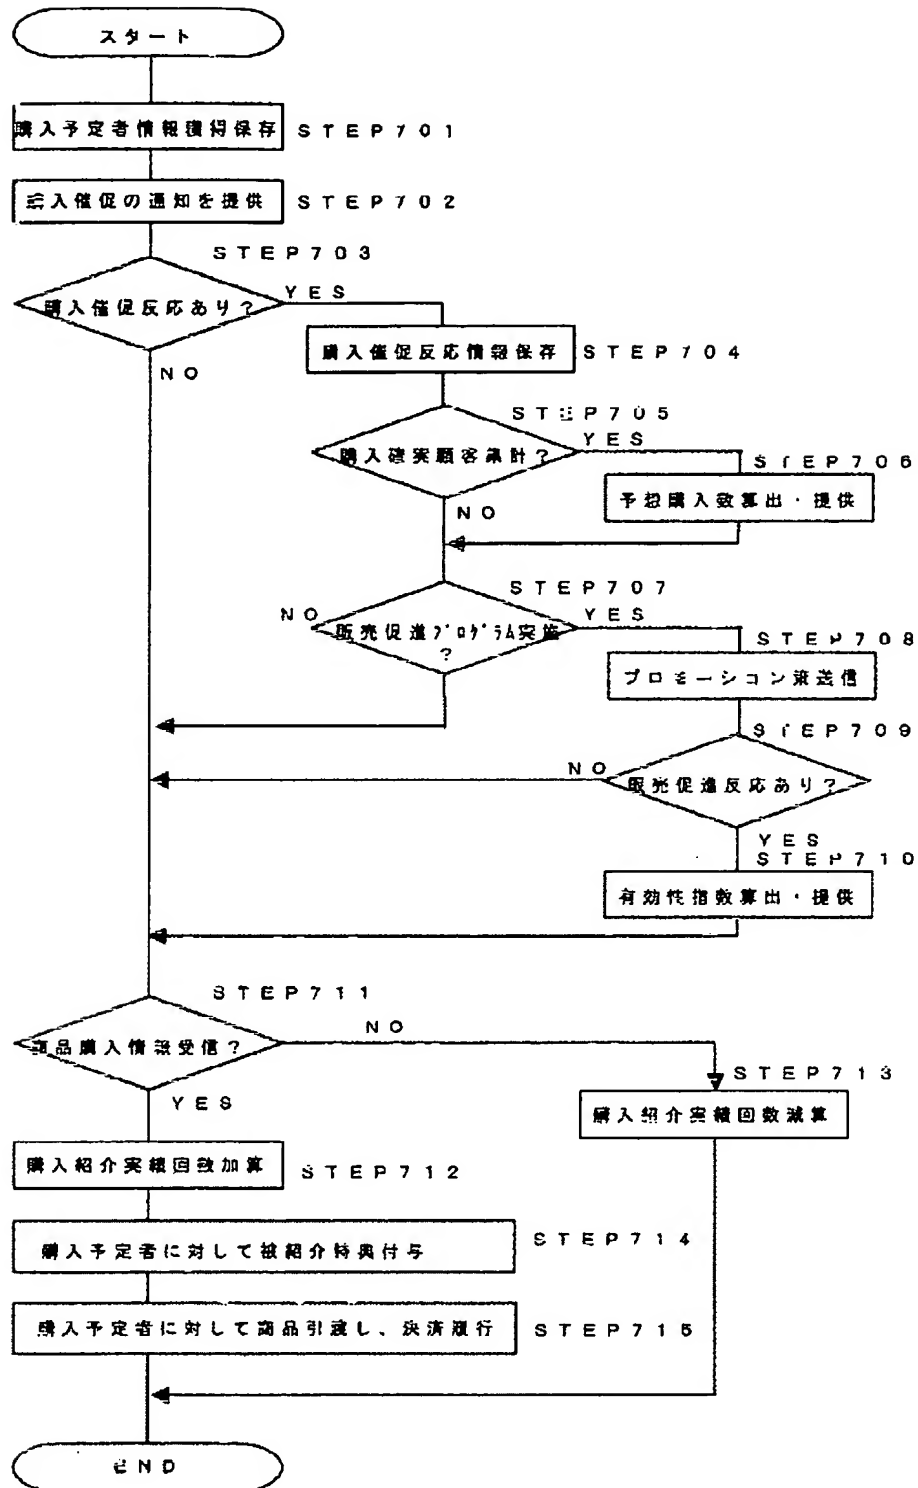 スタート
購入予定者情報獲得保存 STEP701
購入催促の通知を提供 STEP702
STEP703
購入催促反応あり?
YES
NO
購入催促反応情報保存 STEP704
STEP705
購入確実顧客集計?
YES
NO
STEP706
予想購入数算出・提供
STEP707
NO
販売促進プログラム実施
?
YES
STEP708
プロモーション策送信
STEP709
NO
販売促進反応あり?
YES
STEP710
有効性指数算出・提供
STEP711
商品購入情報受信?
NO
YES
STEP713
購入紹介実績回数減算
購入紹介実績回数加算
STEP712
購入予定者に対して被紹介特典付与
STEP714
購入予定者に対して商品引渡し、決済履行 STEP715
END